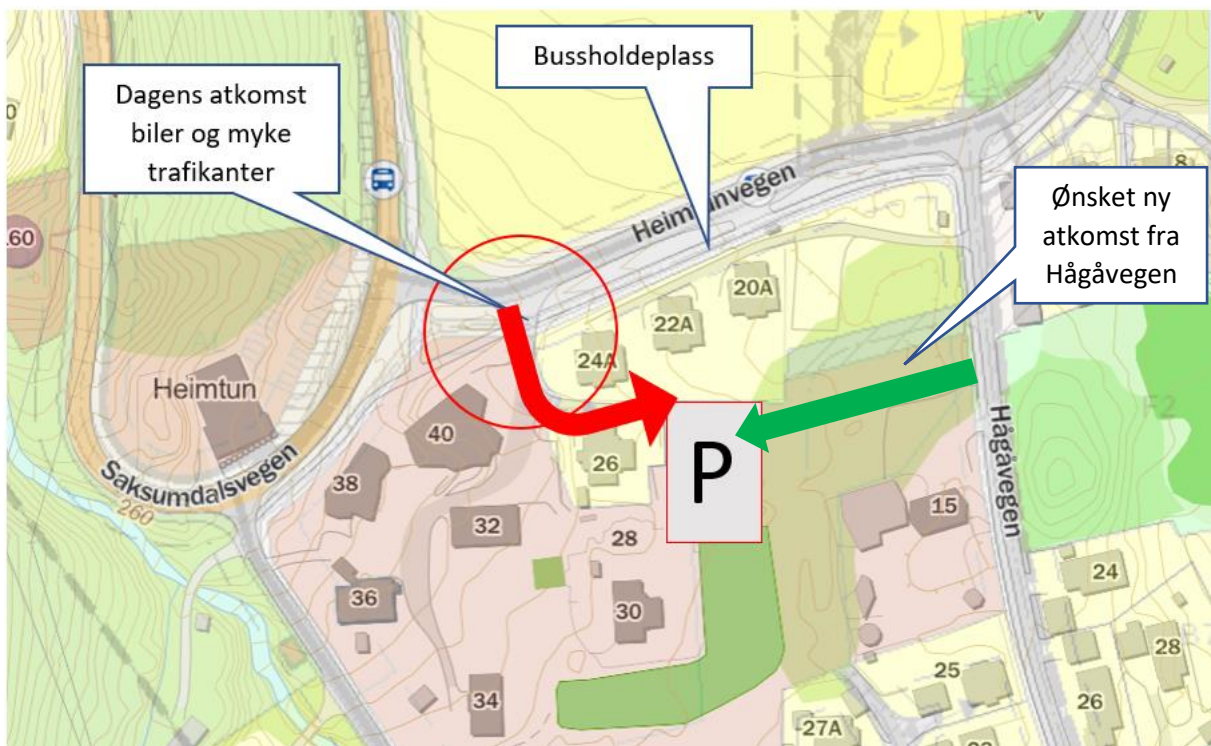 Dagens atkomst
biler og myke
trafikanter
Bussholdeplass
Ønsket ny
atkomst fra
Hågåvegen
Heimtun
Saksumdalsvegen
260
Hågåvegen
P
20A
22A
24A
26
28
30
32
34
36
38
40
15
8
24
25
26
28
27A
F2